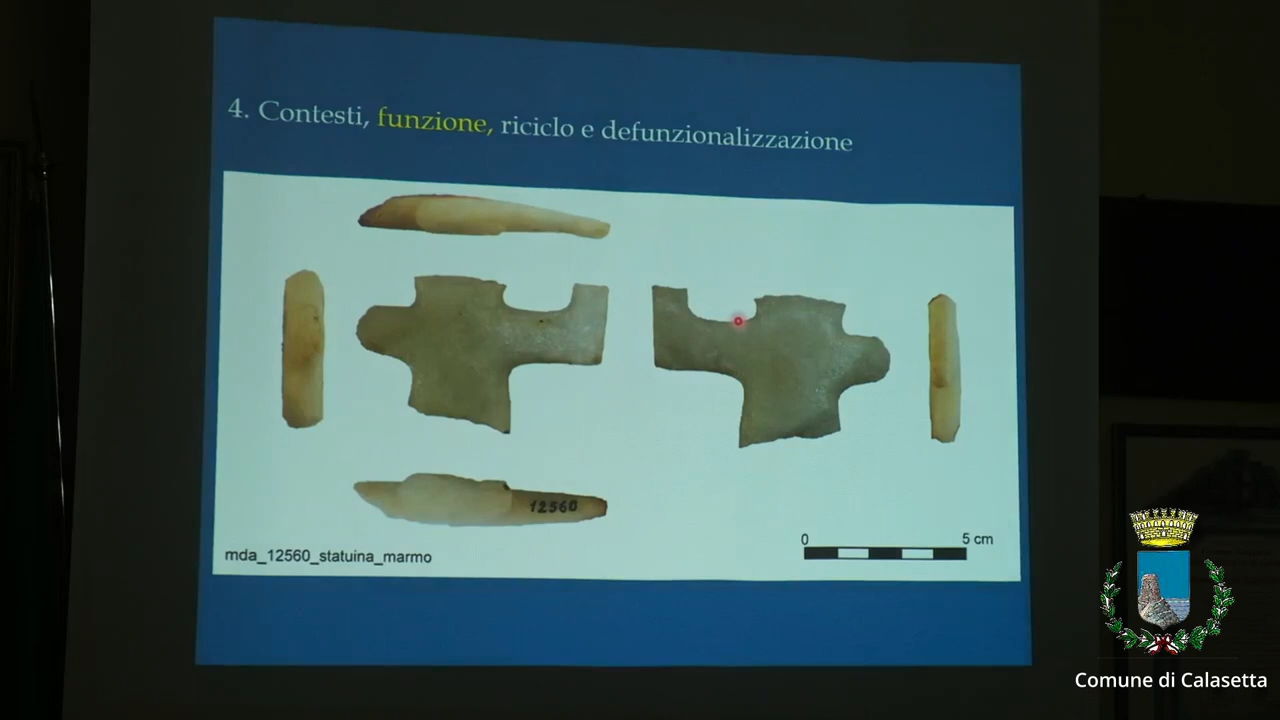 4. Contesti, funzione, riciclo e defunzionalizzazione
12560
mda_12560_statuina_marmo
0 5 cm
Comune di Calasetta